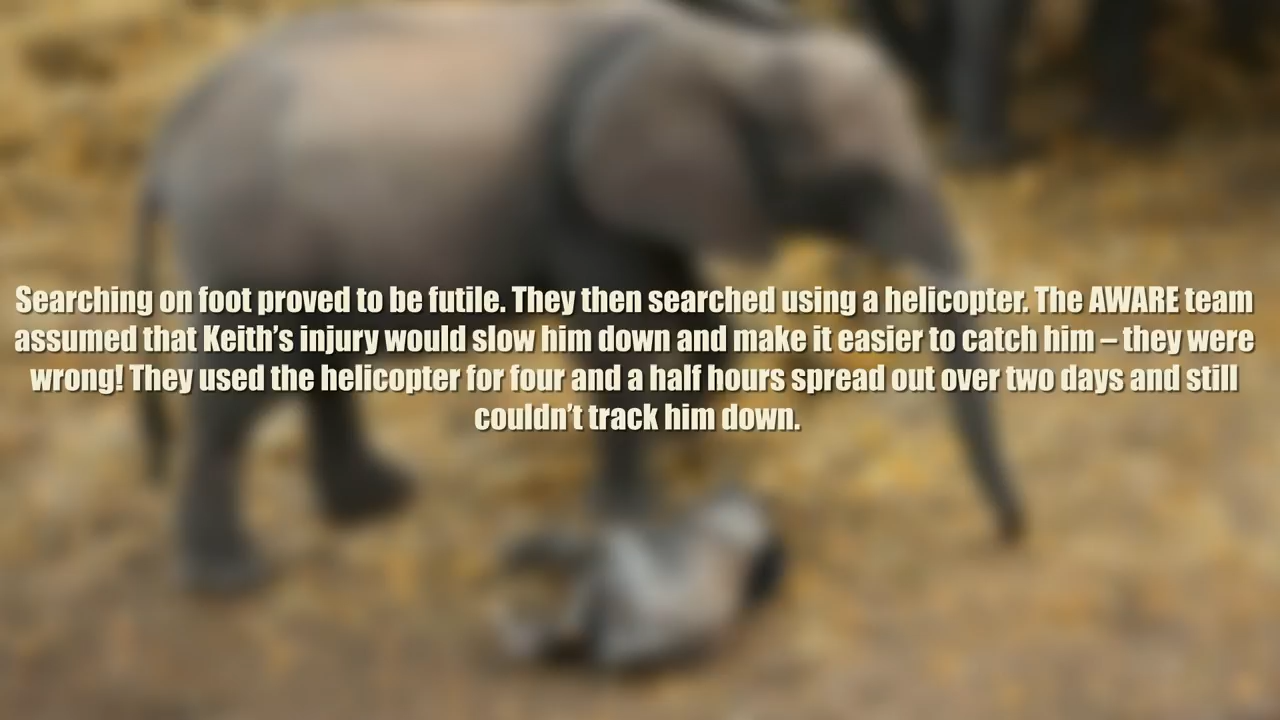 Searching on foot proved to be futile. They then searched using a helicopter. The AWARE team
assumed that Keith’s injury would slow him down and make it easier to catch him – they were
wrong! They used the helicopter for four and a half hours spread out over two days and still
couldn’t track him down.